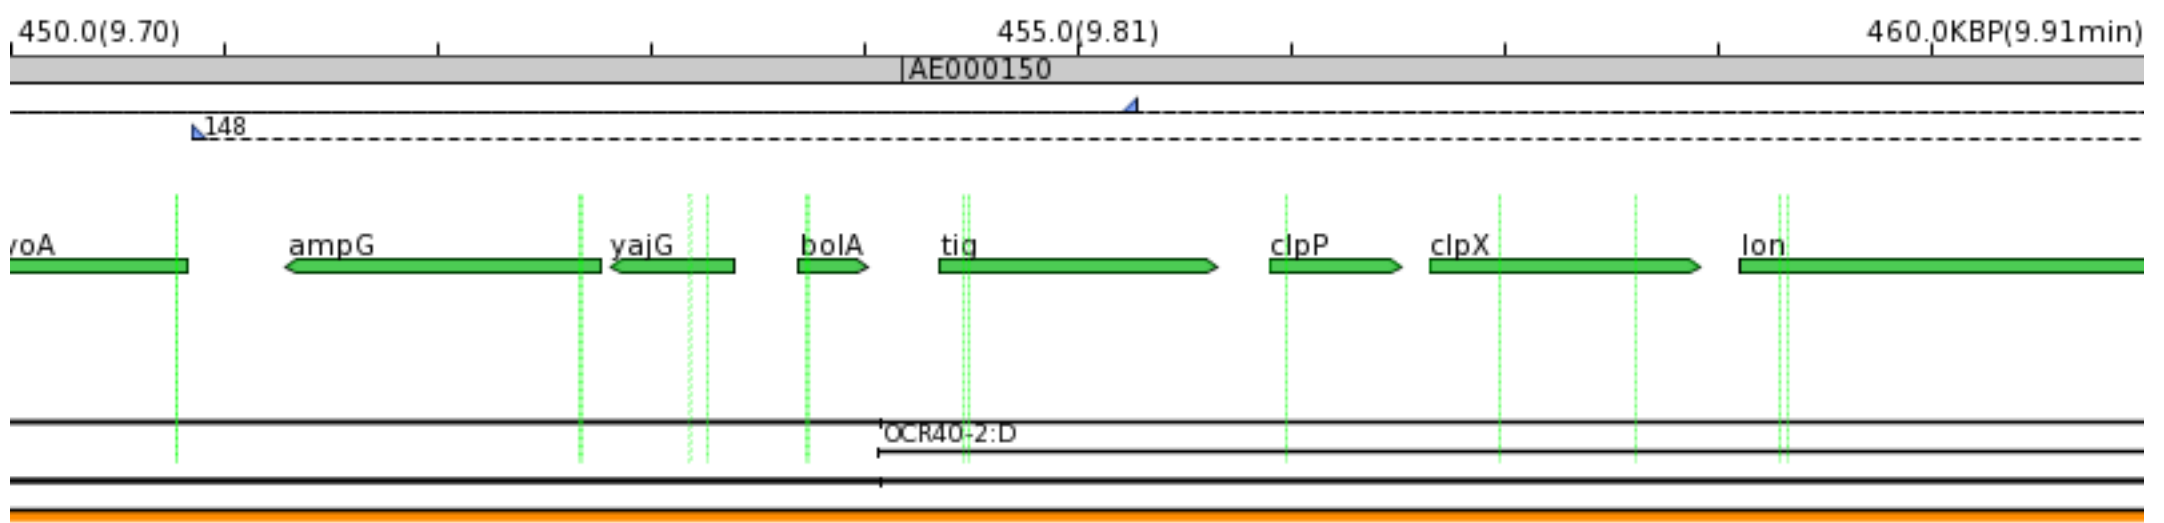 450.0(9.70) 455.0(9.81) 460.0KBP(9.91min)
AE000150
148
yoA ampG yajG bolA tig clpP clpX lon
OCR40-2:D